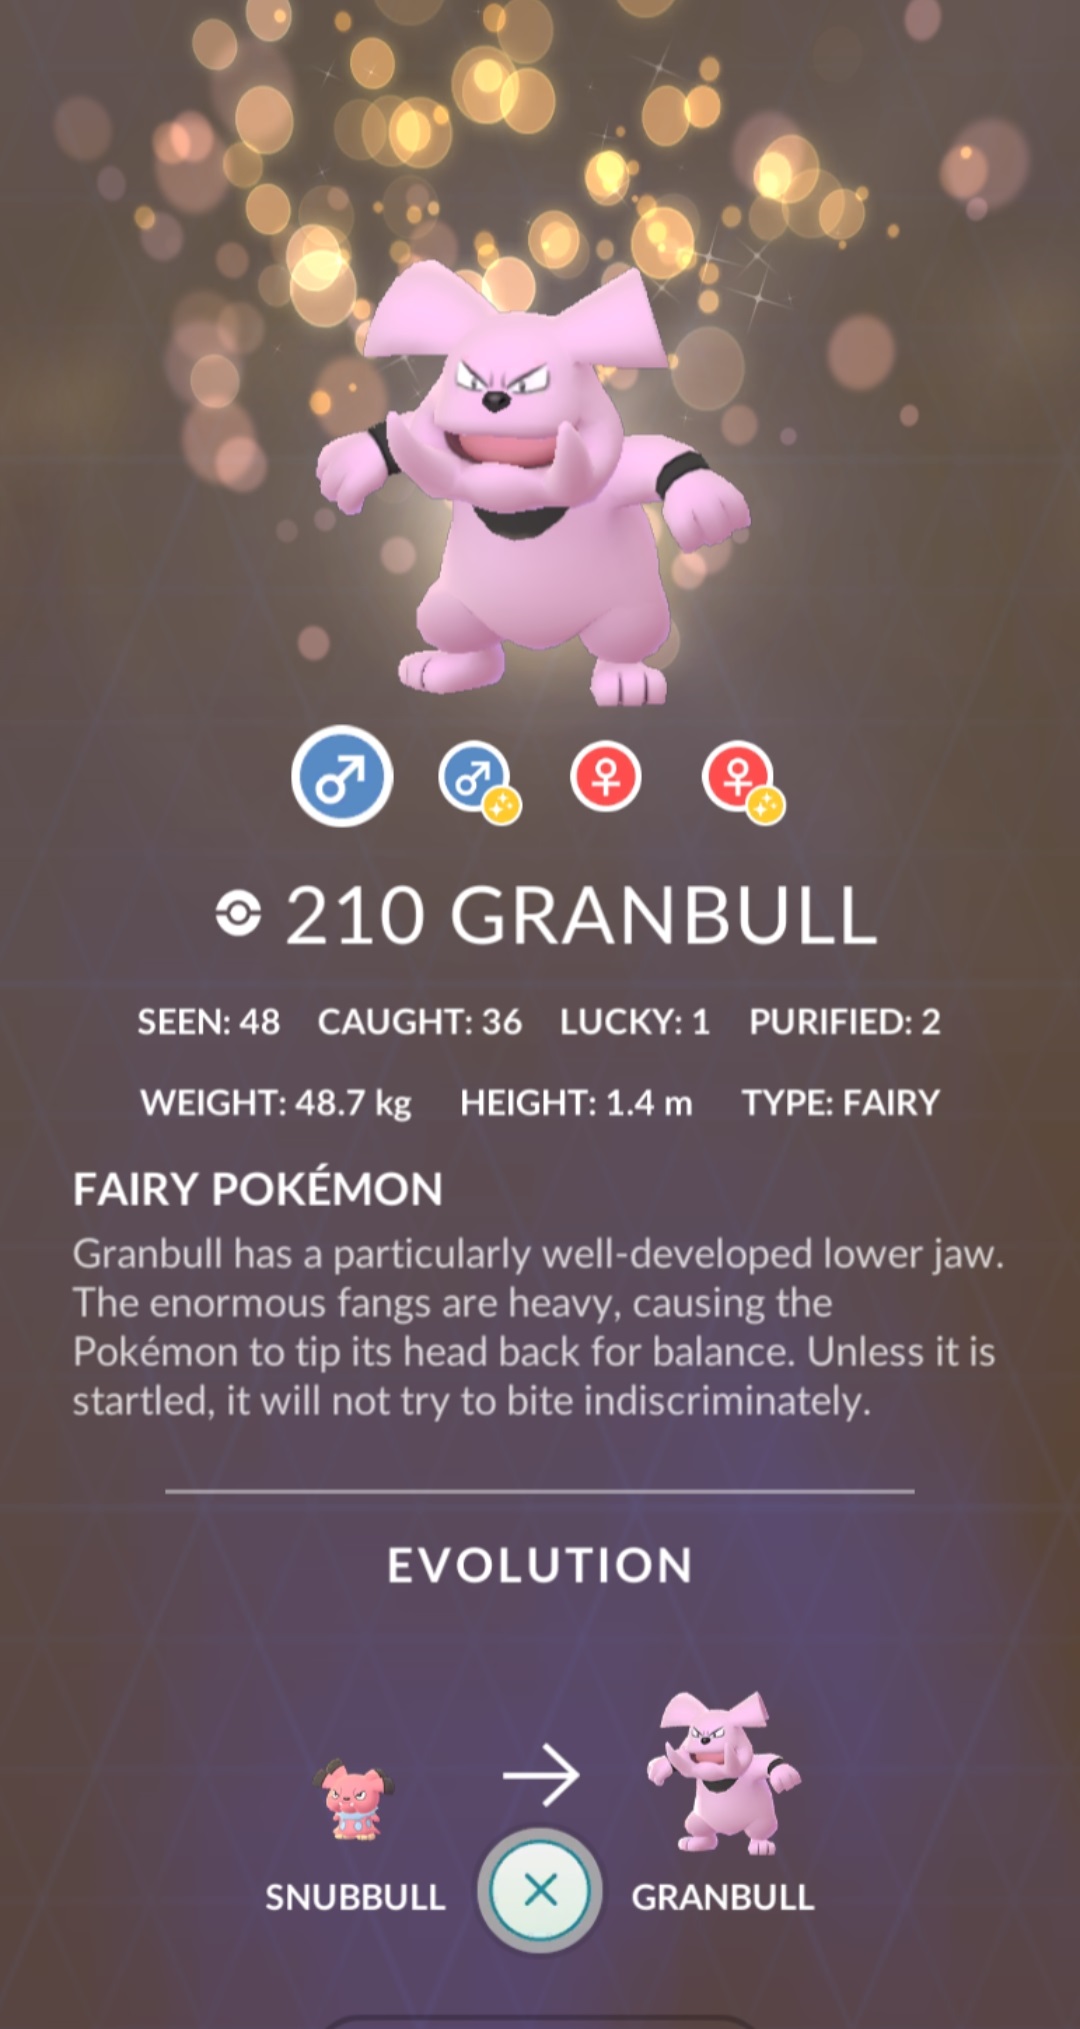 210 GRANBULL
SEEN: 48 CAUGHT: 36 LUCKY: 1 PURIFIED: 2
WEIGHT: 48.7 kg HEIGHT: 1.4 m TYPE: FAIRY
FAIRY POKÉMON
Granbull has a particularly well-developed lower jaw.
The enormous fangs are heavy, causing the
Pokémon to tip its head back for balance. Unless it is
startled, it will not try to bite indiscriminately.
EVOLUTION
SNUBBULL GRANBULL